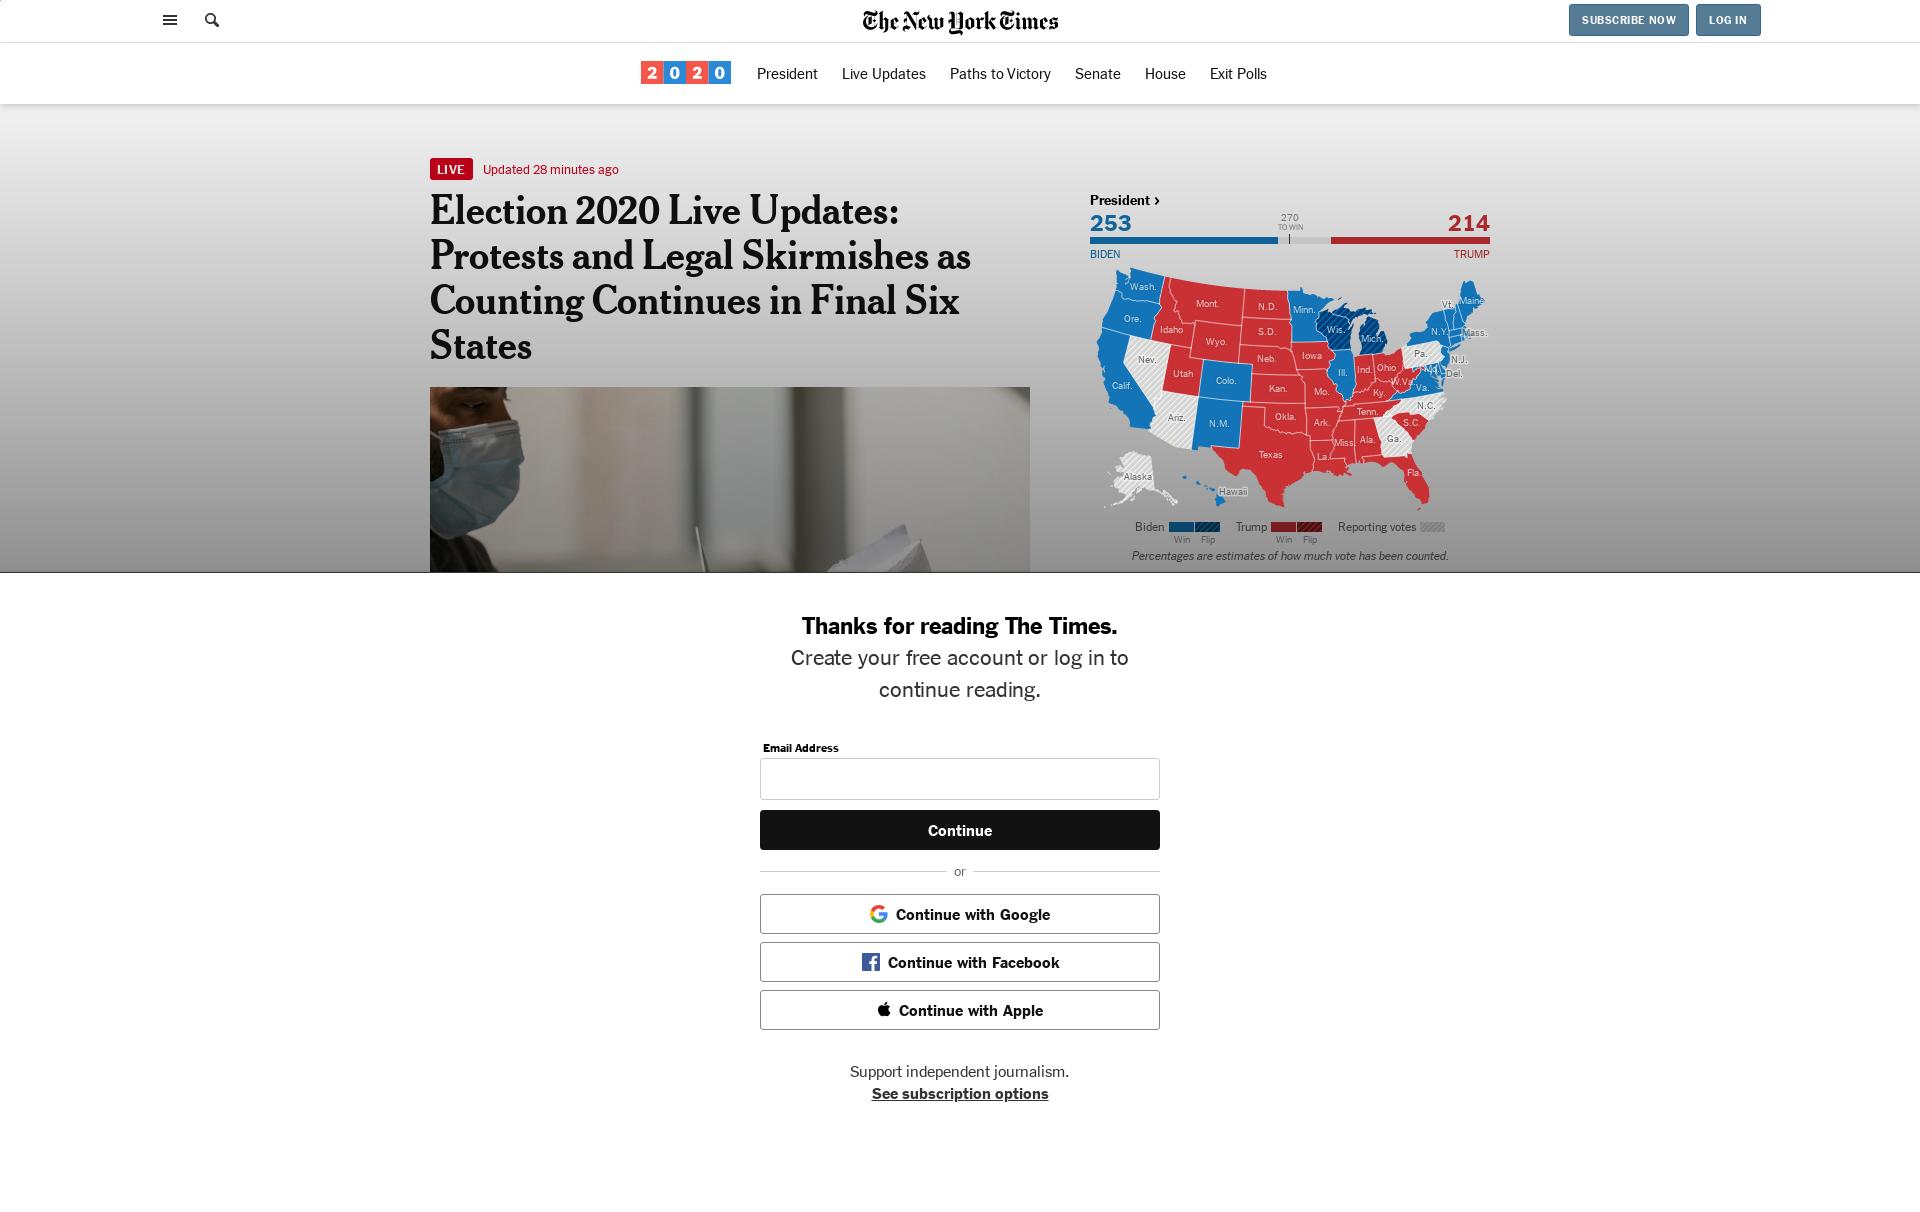 The New York Times
SUBSCRIBE NOW
LOG IN
2020
President
Live Updates
Paths to Victory
Senate
House
Exit Polls
LIVE
Updated 28 minutes ago
Election 2020 Live Updates:
Protests and Legal Skirmishes as
Counting Continues in Final Six
States
President ›
253
270
TO WIN
214
BIDEN
TRUMP
Wash.
Ore.
Calif.
Idaho
Mont.
N.D.
Minn.
S.D.
Wyo.
Nev.
Utah
Colo.
Neb.
Iowa
Wis.
Mich.
Ill.
Ind.
Ohio
Pa.
N.Y.
Vt.
Maine
Mass.
N.J.
Del.
Md.
W.Va.
Va.
Ky.
Kan.
Mo.
Ariz.
N.M.
Okla.
Ark.
Tenn.
N.C.
S.C.
Miss.
Ala.
Ga.
Texas
La.
Fla.
Alaska
Hawaii
Biden
Trump
Reporting votes
Win
Flip
Win
Flip
Percentages are estimates of how much vote has been counted.
Thanks for reading The Times.
Create your free account or log in to
continue reading.
Email Address
Continue
or
Continue with Google
Continue with Facebook
Continue with Apple
Support independent journalism.
See subscription options